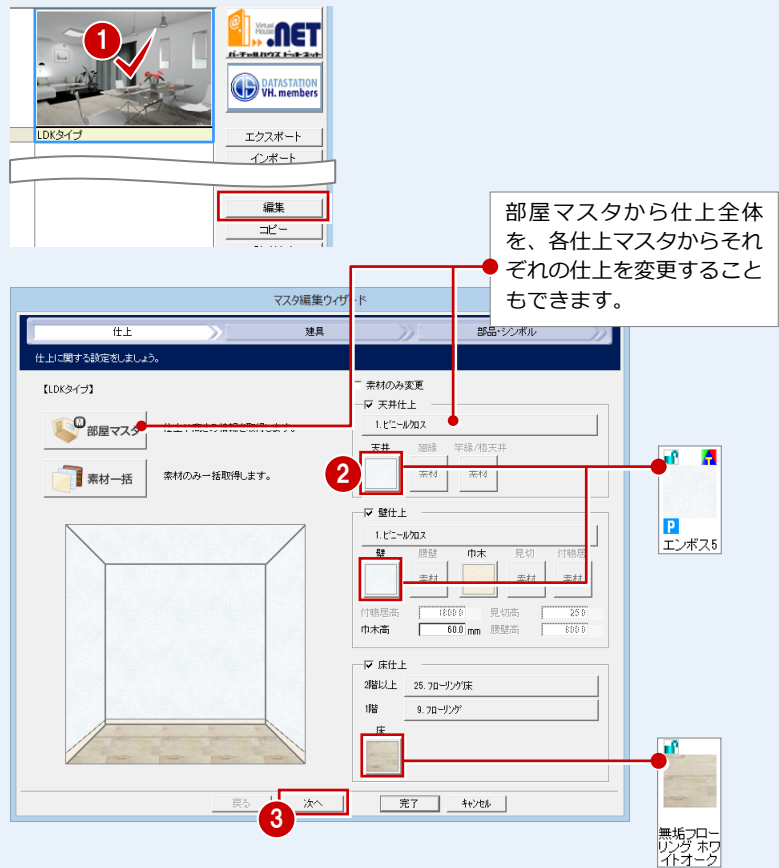 1
Virtual House
.NET
バーチャルハウス ドットネット
DATASTATION
VH. members
LDKタイプ
エクスポート
インポート
編集
コピー
部屋マスタから仕上全体
を、各仕上マスタからそれ
ぞれの仕上を変更すること
もできます。
マスタ編集ウィザード
仕上
建具
部品・シンボル
仕上に関する設定をしましょう。
【LDKタイプ】
M
部屋マスタ
素材一括
素材のみ一括取得します。
素材のみ変更
天井仕上
1.ビニールクロス
天井
廻縁
竿縁/格天井
2
素材
素材
壁仕上
1.ビニールクロス
壁
腰壁
巾木
見切
付鴨居
素材
素材
素材
付鴨居高
1800.0
見切高
25.0
巾木高
60.0
mm
腰壁高
800.0
床仕上
2階以上
25.フローリング床
1階
9.フローリング
床
戻る
3
次へ
完了
キャンセル
T
P
エンボス5
無垢フロー
リング ホワ
イトオーク